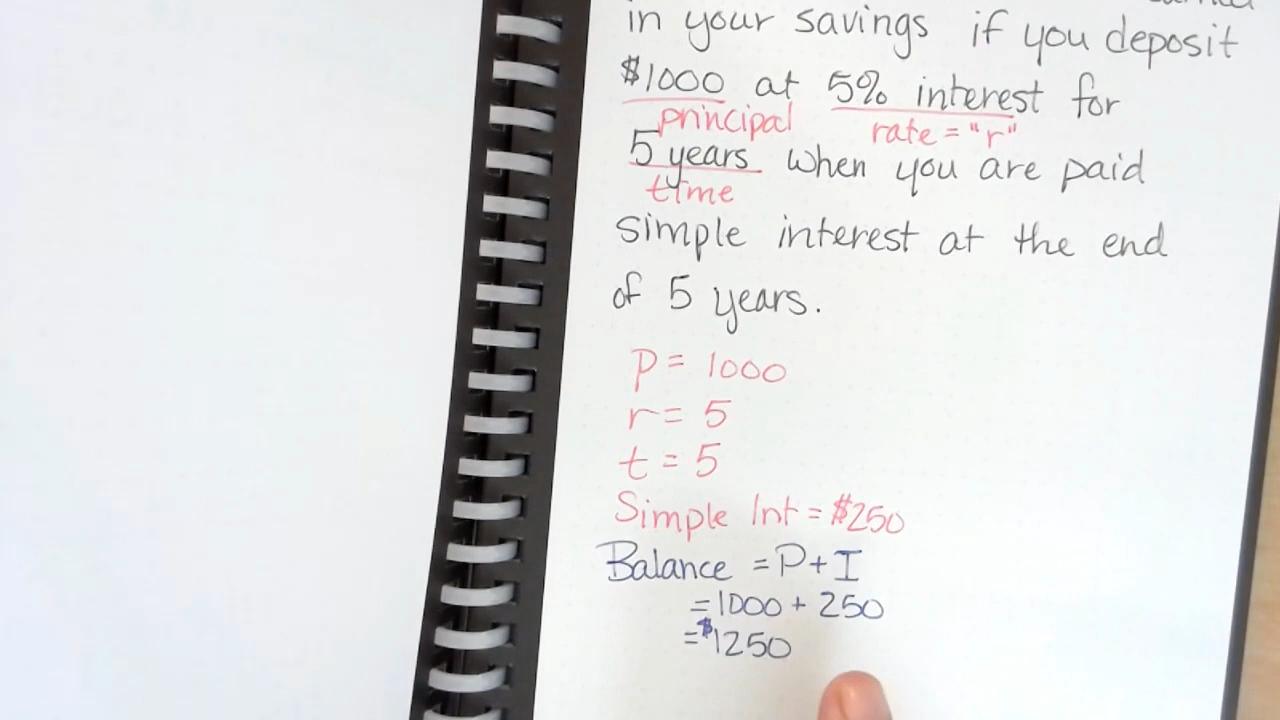 in your savings if you deposit
$1000 at 5% interest for
principal rate = "r"
5 years when you are paid
time
simple interest at the end
of 5 years.
P = 1000
r = 5
t = 5
Simple Int = $250
Balance = P + I
= 1000 + 250
= $1250